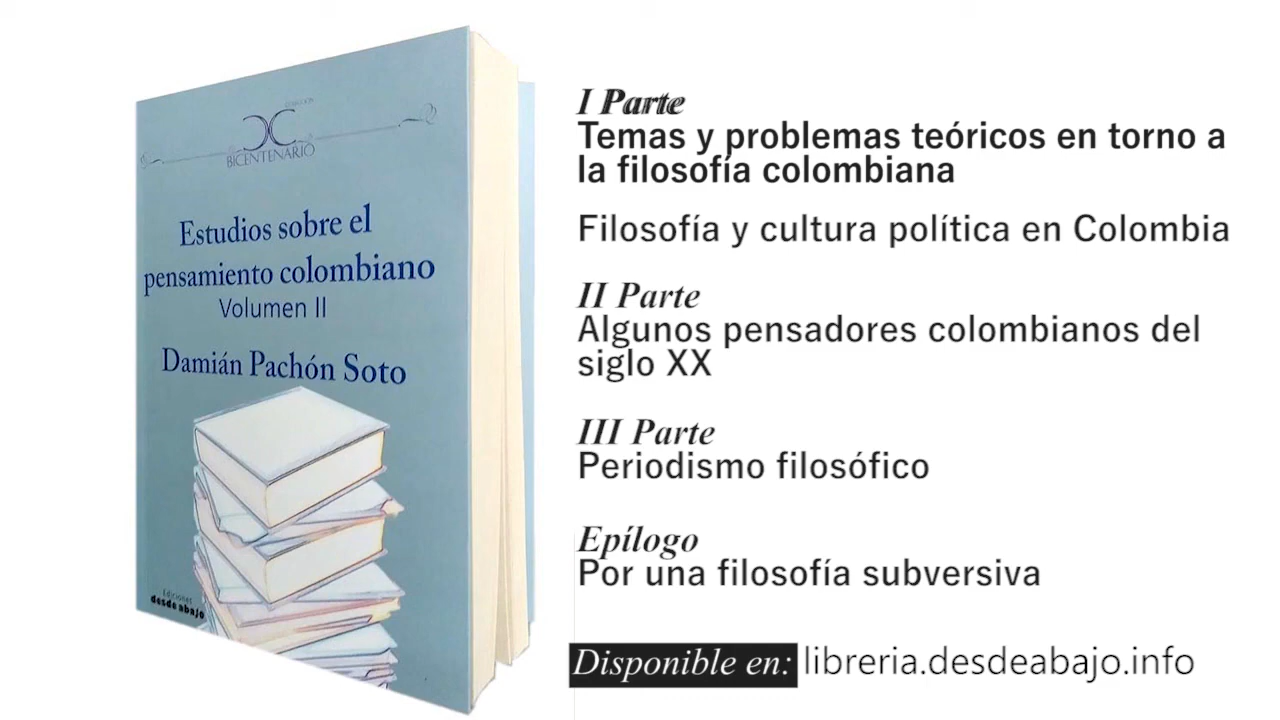 COLECCIÓN
BICENTENARIO
Estudios sobre el
pensamiento colombiano
Volumen II
Damián Pachón Soto
Ediciones
desde abajo
I Parte
Temas y problemas teóricos en torno a
la filosofía colombiana
Filosofía y cultura política en Colombia
II Parte
Algunos pensadores colombianos del
siglo XX
III Parte
Periodismo filosófico
Epílogo
Por una filosofía subversiva
Disponible en: libreria.desdeabajo.info